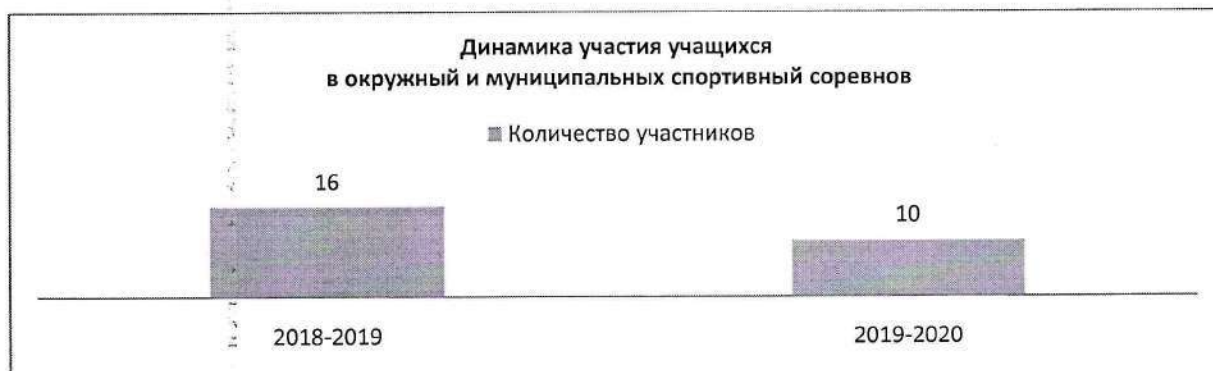 Динамика участия учащихся
в окружный и муниципальных спортивный соревнов
Количество участников
16
10
2018-2019
2019-2020